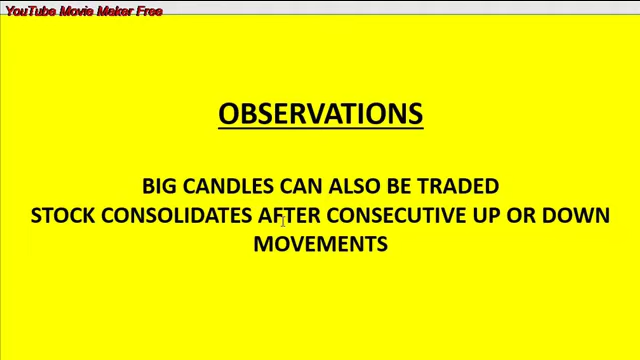 YouTube Movie Maker Free
OBSERVATIONS
BIG CANDLES CAN ALSO BE TRADED
STOCK CONSOLIDATES AFTER CONSECUTIVE UP OR DOWN
MOVEMENTS